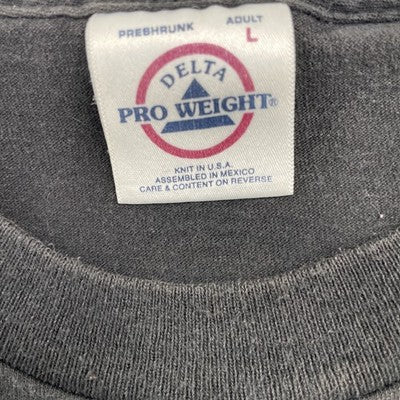 PRESHRUNK ADULT
L
DELTA
PRO WEIGHT®
KNIT IN U.S.A.
ASSEMBLED IN MEXICO
CARE & CONTENT ON REVERSE